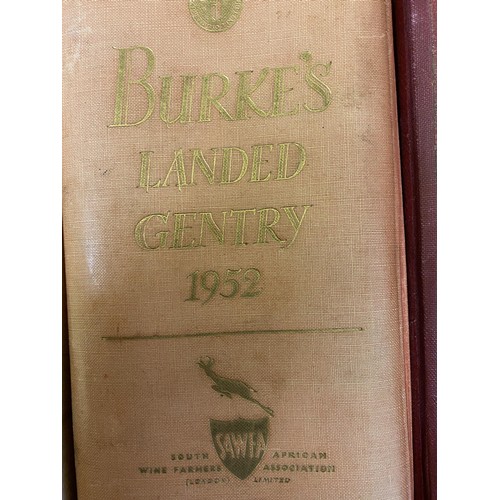 BURKE'S
LANDED
GENTRY
1952
SAWFA
SOUTH AFRICAN
WINE FARMERS ASSOCIATION
(LONDON) LIMITED